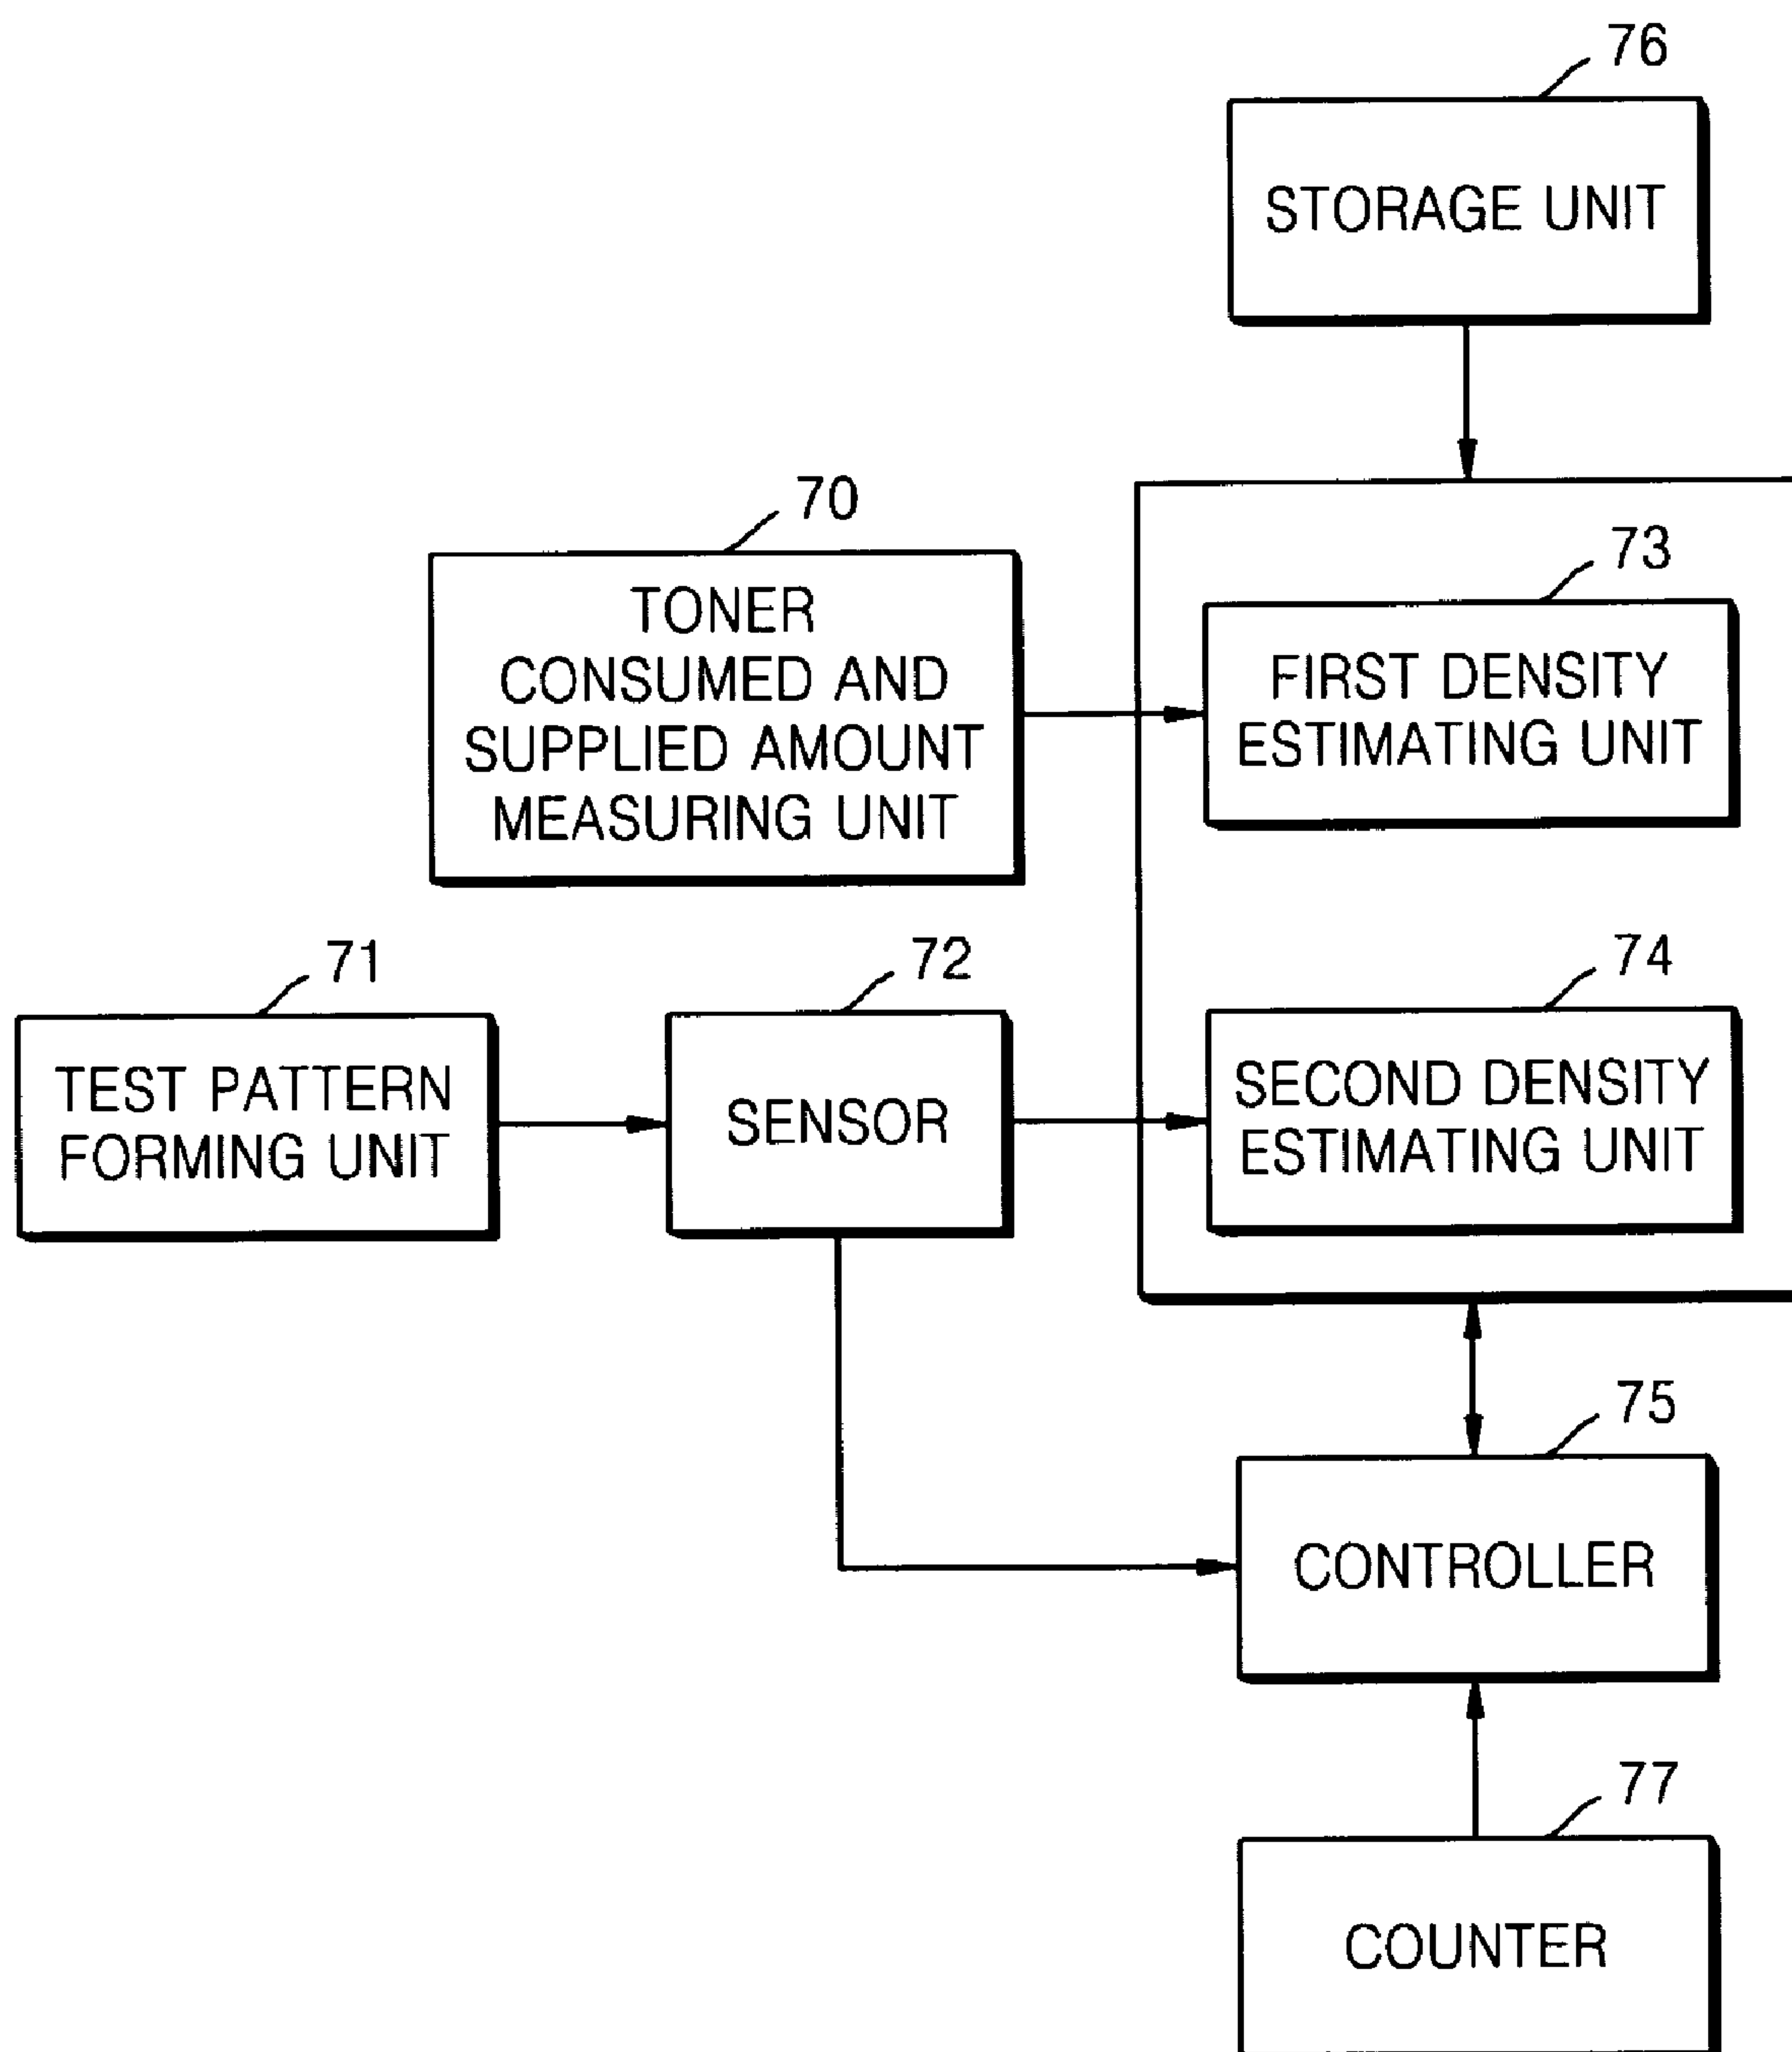 76
STORAGE UNIT
70
TONER
CONSUMED AND
SUPPLIED AMOUNT
MEASURING UNIT
73
FIRST DENSITY
ESTIMATING UNIT
71
TEST PATTERN
FORMING UNIT
72
SENSOR
74
SECOND DENSITY
ESTIMATING UNIT
75
CONTROLLER
77
COUNTER